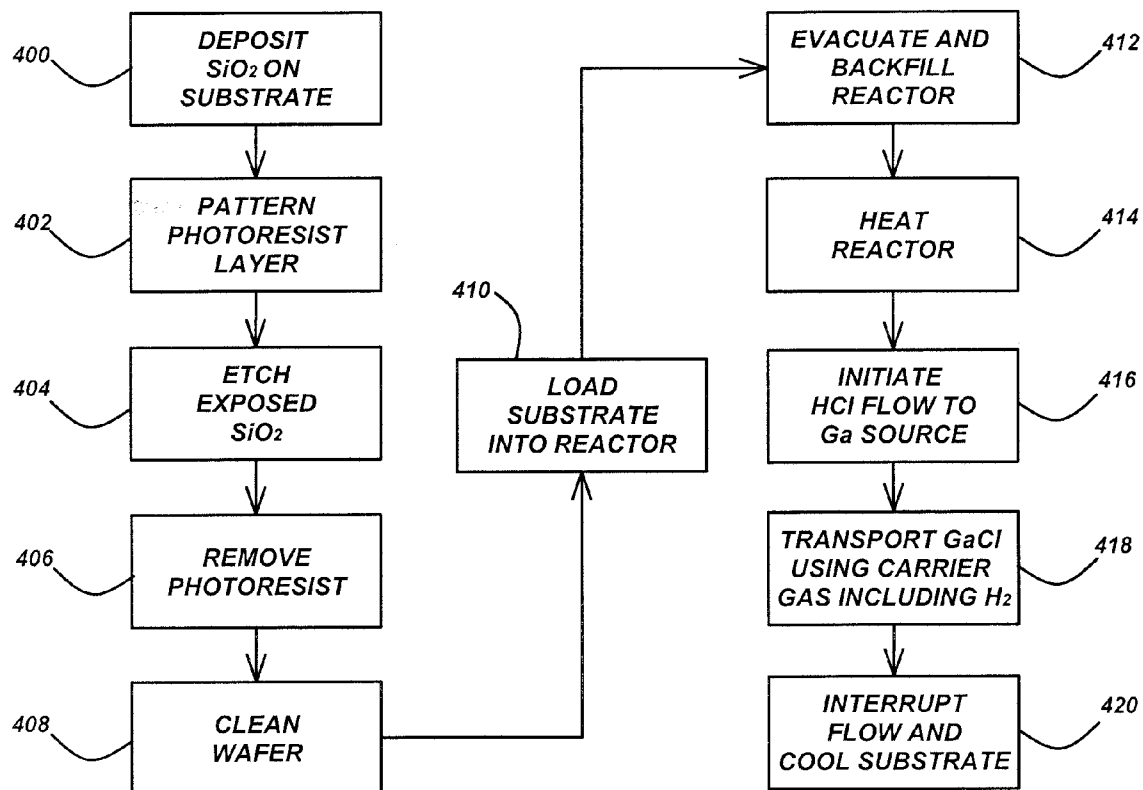 400
DEPOSIT
SiO2 ON
SUBSTRATE
402
PATTERN
PHOTORESIST
LAYER
404
ETCH
EXPOSED
SiO2
406
REMOVE
PHOTORESIST
408
CLEAN
WAFER
410
LOAD
SUBSTRATE
INTO REACTOR
EVACUATE AND
BACKFILL
REACTOR
412
HEAT
REACTOR
414
INITIATE
HCl FLOW TO
Ga SOURCE
416
TRANSPORT GaCl
USING CARRIER
GAS INCLUDING H2
418
INTERRUPT
FLOW AND
COOL SUBSTRATE
420